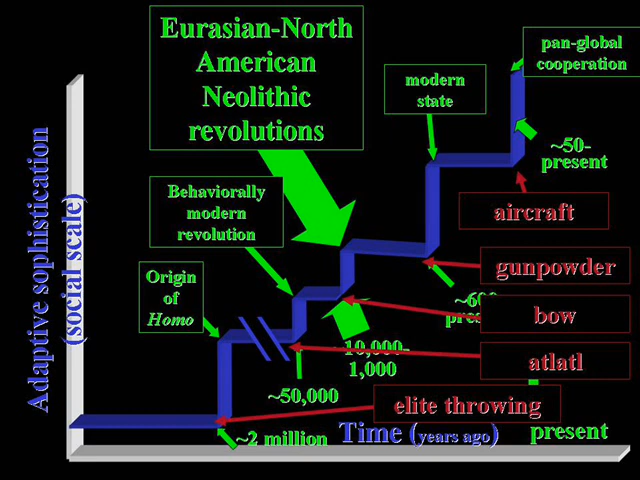 Eurasian-North
American
Neolithic
revolutions
pan-global
cooperation
modern
state
~50-
present
Behaviorally
modern
revolution
aircraft
Origin
of
Homo
gunpowder
bow
~10,000-
1,000
atlatl
~50,000
elite throwing
~2 million
Time (years ago)
present
Adaptive sophistication
(social scale)